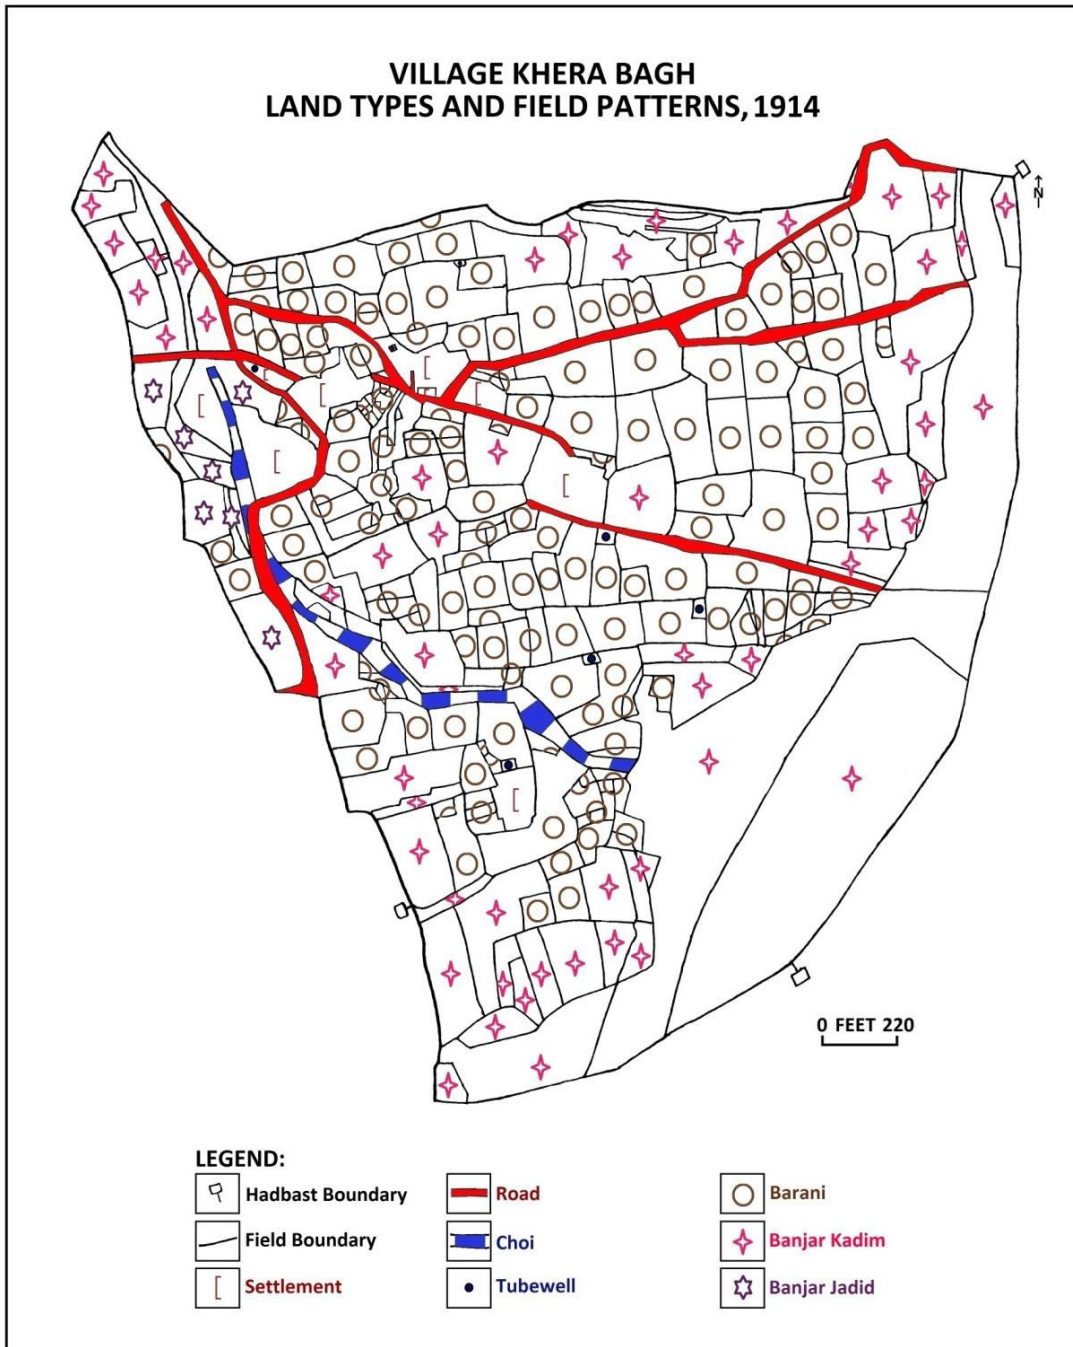 VILLAGE KHERA BAGH
LAND TYPES AND FIELD PATTERNS, 1914
N
0 FEET 220
LEGEND:
Hadbast Boundary
Road
Barani
Field Boundary
Choi
Banjar Kadim
Settlement
Tubewell
Banjar Jadid